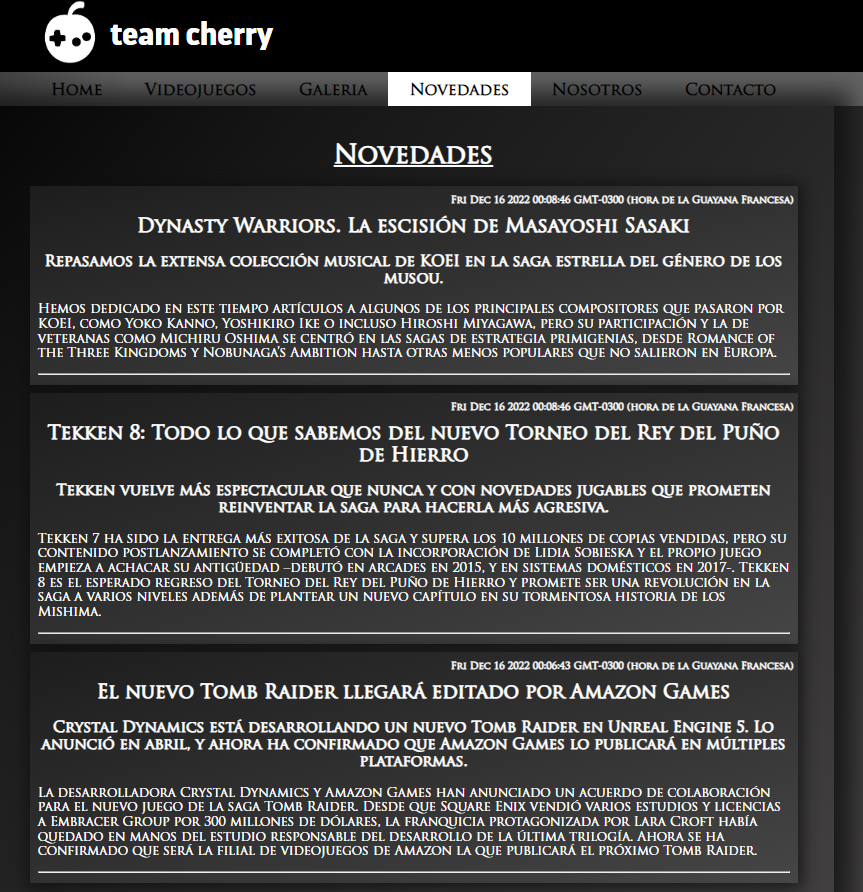 team cherry
Home Videojuegos Galeria Novedades Nosotros Contacto
Novedades
Fri Dec 16 2022 00:08:46 GMT-0300 (hora de la Guayana Francesa)
Dynasty Warriors. La escisión de Masayoshi Sasaki
Repasamos la extensa colección musical de KOEI en la saga estrella del género de los
musou.
Hemos dedicado en este tiempo artículos a algunos de los principales compositores que pasaron por
KOEI, como Yoko Kanno, Yoshikiro Ike o incluso Hiroshi Miyagawa, pero su participación y la de
veteranas como Michiru Oshima se centró en las sagas de estrategia primigenias, desde Romance of
the Three Kingdoms y Nobunaga's Ambition hasta otras menos populares que no salieron en Europa.
Fri Dec 16 2022 00:08:46 GMT-0300 (hora de la Guayana Francesa)
Tekken 8: Todo lo que sabemos del nuevo Torneo del Rey del Puño
de Hierro
Tekken vuelve más espectacular que nunca y con novedades jugables que prometen
reinventar la saga para hacerla más agresiva.
Tekken 7 ha sido la entrega más exitosa de la saga y supera los 10 millones de copias vendidas, pero su
contenido postlanzamiento se completó con la incorporación de Lidia Sobieska y el propio juego
empieza a achacar su antigüedad –debutó en arcades en 2015, y en sistemas domésticos en 2017-. Tekken
8 es el esperado regreso del Torneo del Rey del Puño de Hierro y promete ser una revolución en la
saga a varios niveles además de plantear un nuevo capítulo en su tormentosa historia de los
Mishima.
Fri Dec 16 2022 00:06:43 GMT-0300 (hora de la Guayana Francesa)
El nuevo Tomb Raider llegará editado por Amazon Games
Crystal Dynamics está desarrollando un nuevo Tomb Raider en Unreal Engine 5. Lo
anunció en abril, y ahora ha confirmado que Amazon Games lo publicará en múltiples
plataformas.
La desarrolladora Crystal Dynamics y Amazon Games han anunciado un acuerdo de colaboración
para el nuevo juego de la saga Tomb Raider. Desde que Square Enix vendió varios estudios y licencias
a Embracer Group por 300 millones de dólares, la franquicia protagonizada por Lara Croft había
quedado en manos del estudio responsable del desarrollo de la última trilogía. Ahora se ha
confirmado que será la filial de videojuegos de Amazon la que publicará el próximo Tomb Raider.